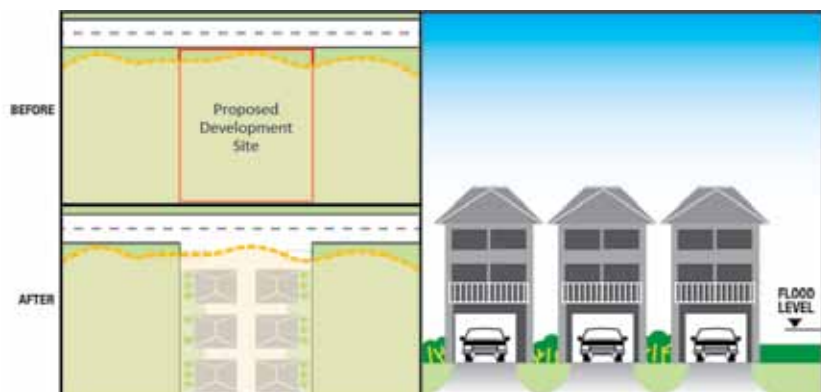 BEFORE
Proposed
Development
Site
AFTER
FLOOD
LEVEL